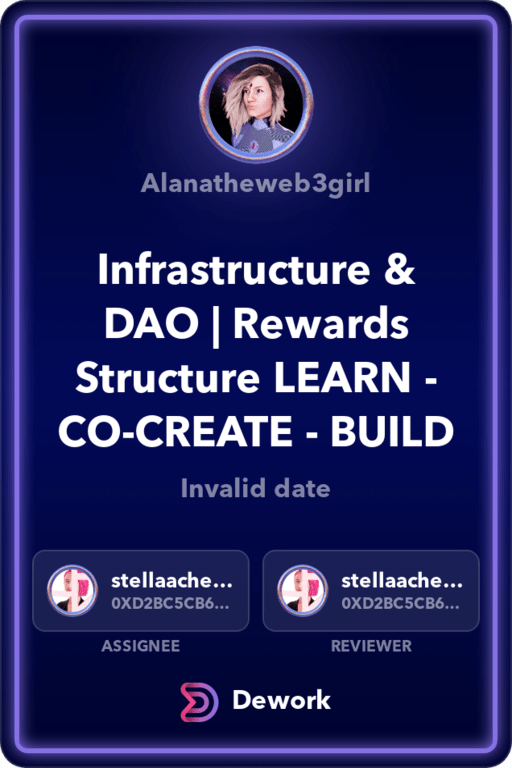 Alanatheweb3girl
Infrastructure &
DAO | Rewards
Structure LEARN -
CO-CREATE - BUILD
Invalid date
stellaache...
0XD2BC5CB6...
ASSIGNEE
stellaache...
0XD2BC5CB6...
REVIEWER
Dework